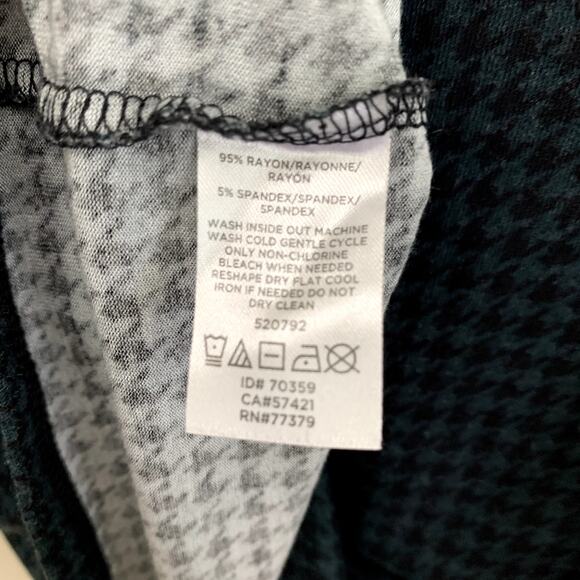 95% RAYON/RAYONNE/
RAYÓN
5% SPANDEX/SPANDEX/
SPANDEX
WASH INSIDE OUT MACHINE
WASH COLD GENTLE CYCLE
ONLY NON-CHLORINE
BLEACH WHEN NEEDED
RESHAPE DRY FLAT COOL
IRON IF NEEDED DO NOT
DRY CLEAN
520792
ID# 70359
CA#57421
RN#77379